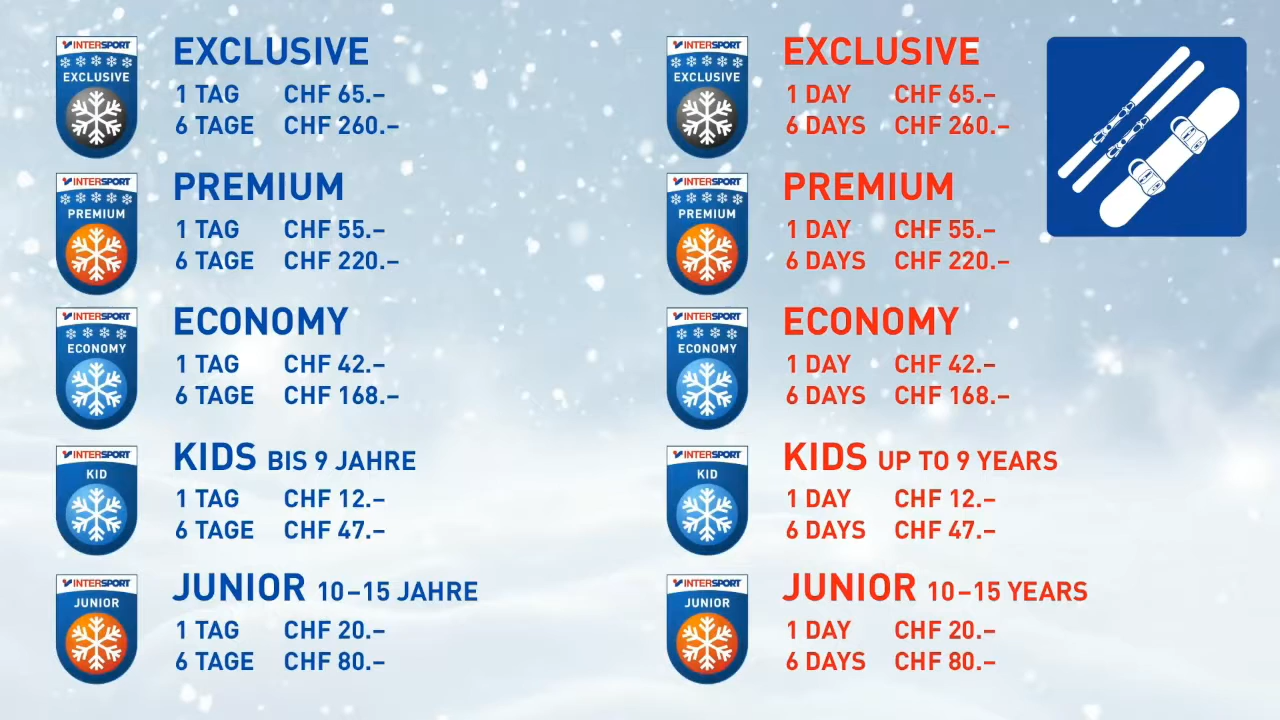 INTERSPORT
EXCLUSIVE
EXCLUSIVE
1 TAG CHF 65.–
6 TAGE CHF 260.–
INTERSPORT
PREMIUM
PREMIUM
1 TAG CHF 55.–
6 TAGE CHF 220.–
INTERSPORT
ECONOMY
ECONOMY
1 TAG CHF 42.–
6 TAGE CHF 168.–
INTERSPORT
KID
KIDS BIS 9 JAHRE
1 TAG CHF 12.–
6 TAGE CHF 47.–
INTERSPORT
JUNIOR
JUNIOR 10–15 JAHRE
1 TAG CHF 20.–
6 TAGE CHF 80.–
INTERSPORT
EXCLUSIVE
EXCLUSIVE
1 DAY CHF 65.–
6 DAYS CHF 260.–
INTERSPORT
PREMIUM
PREMIUM
1 DAY CHF 55.–
6 DAYS CHF 220.–
INTERSPORT
ECONOMY
ECONOMY
1 DAY CHF 42.–
6 DAYS CHF 168.–
INTERSPORT
KID
KIDS UP TO 9 YEARS
1 DAY CHF 12.–
6 DAYS CHF 47.–
INTERSPORT
JUNIOR
JUNIOR 10–15 YEARS
1 DAY CHF 20.–
6 DAYS CHF 80.–